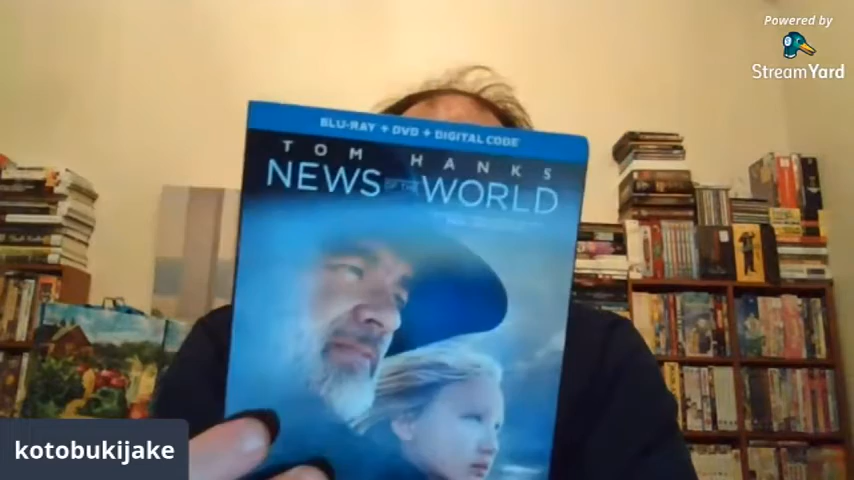 Powered by
StreamYard
BLU-RAY + DVD + DIGITAL CODE
TOM HANKS
NEWS OF THE WORLD
kotobukijake